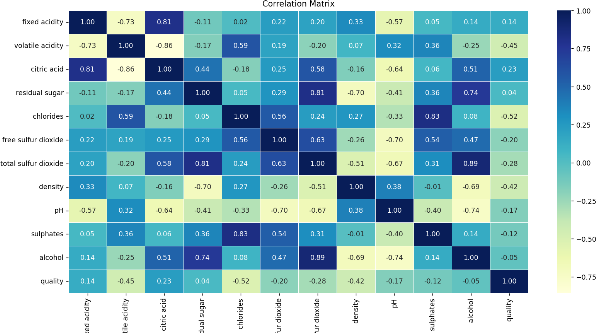 Correlation Matrix
fixed acidity 1.00 -0.73 0.81 -0.11 0.02 0.22 0.20 0.33 -0.57 0.05 0.14 0.14
volatile acidity -0.73 1.00 -0.86 -0.17 0.59 0.19 -0.20 0.07 0.32 0.36 -0.25 -0.45
citric acid 0.81 -0.86 1.00 0.44 -0.18 0.25 0.58 -0.16 -0.64 0.06 0.51 0.23
residual sugar -0.11 -0.17 0.44 1.00 0.05 0.29 0.81 -0.70 -0.41 0.36 0.74 0.04
chlorides 0.02 0.59 -0.18 0.05 1.00 0.56 0.24 0.27 -0.33 0.83 0.08 -0.52
free sulfur dioxide 0.22 0.19 0.25 0.29 0.56 1.00 0.63 -0.26 -0.70 0.54 0.47 -0.20
total sulfur dioxide 0.20 -0.20 0.58 0.81 0.24 0.63 1.00 -0.51 -0.67 0.31 0.89 -0.28
density 0.33 0.07 -0.16 -0.70 0.27 -0.26 -0.51 1.00 0.38 -0.01 -0.69 -0.42
pH -0.57 0.32 -0.64 -0.41 -0.33 -0.70 -0.67 0.38 1.00 -0.40 -0.74 -0.17
sulphates 0.05 0.36 0.06 0.36 0.83 0.54 0.31 -0.01 -0.40 1.00 0.14 -0.12
alcohol 0.14 -0.25 0.51 0.74 0.08 0.47 0.89 -0.69 -0.74 0.14 1.00 -0.05
quality 0.14 -0.45 0.23 0.04 -0.52 -0.20 -0.28 -0.42 -0.17 -0.12 -0.05 1.00
ed acidity
tile acidity
citric acid
dual sugar
chlorides
fur dioxide
fur dioxide
density
pH
sulphates
alcohol
quality
1.00
0.75
0.50
0.25
0.00
-0.25
-0.50
-0.75